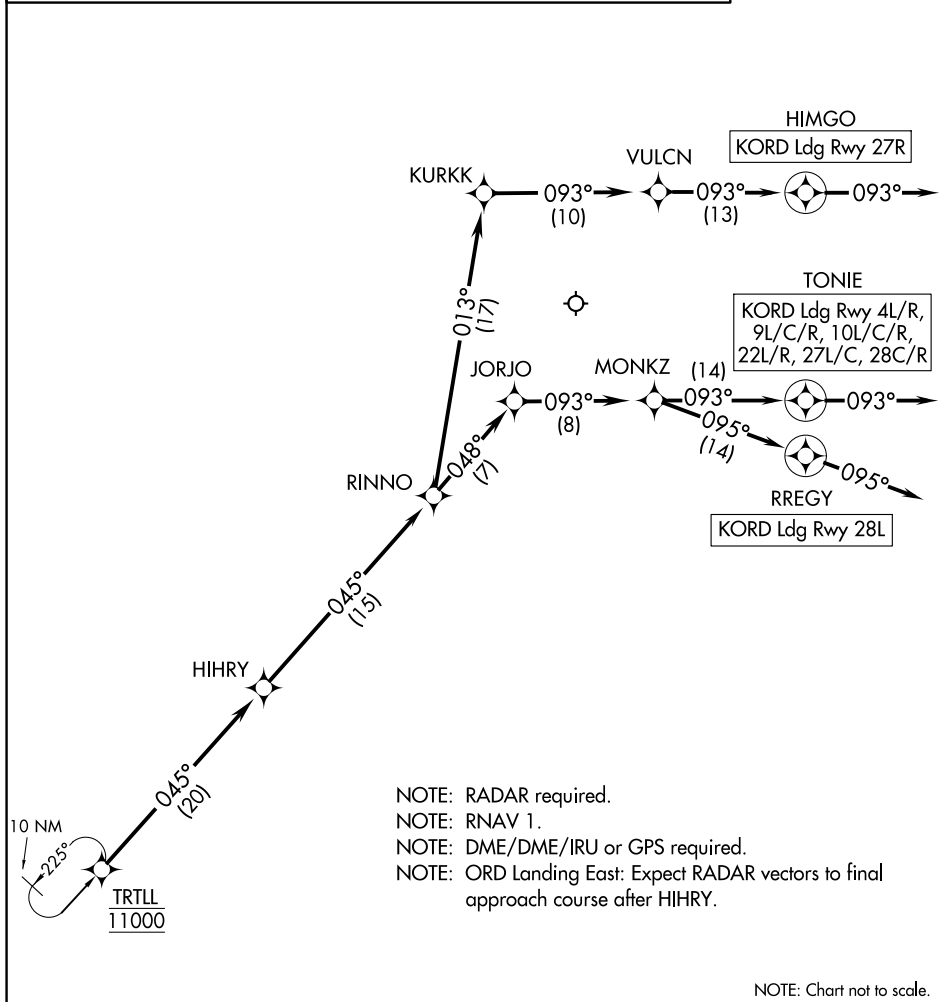 HIMGO
KORD Ldg Rwy 27R
VULCN
KURKK
093°
(10)
093°
(13)
093°
013°
(17)
TONIE
KORD Ldg Rwy 4L/R,
9L/C/R, 10L/C/R,
22L/R, 27L/C, 28C/R
JORJO
MONKZ
(14)
093°
(8)
093°
093°
095°
(14)
095°
RREGY
KORD Ldg Rwy 28L
048°
(7)
RINNO
045°
(15)
HIHRY
045°
(20)
10 NM
225°
TRTLL
11000
NOTE: RADAR required.
NOTE: RNAV 1.
NOTE: DME/DME/IRU or GPS required.
NOTE: ORD Landing East: Expect RADAR vectors to final
approach course after HIHRY.
NOTE: Chart not to scale.